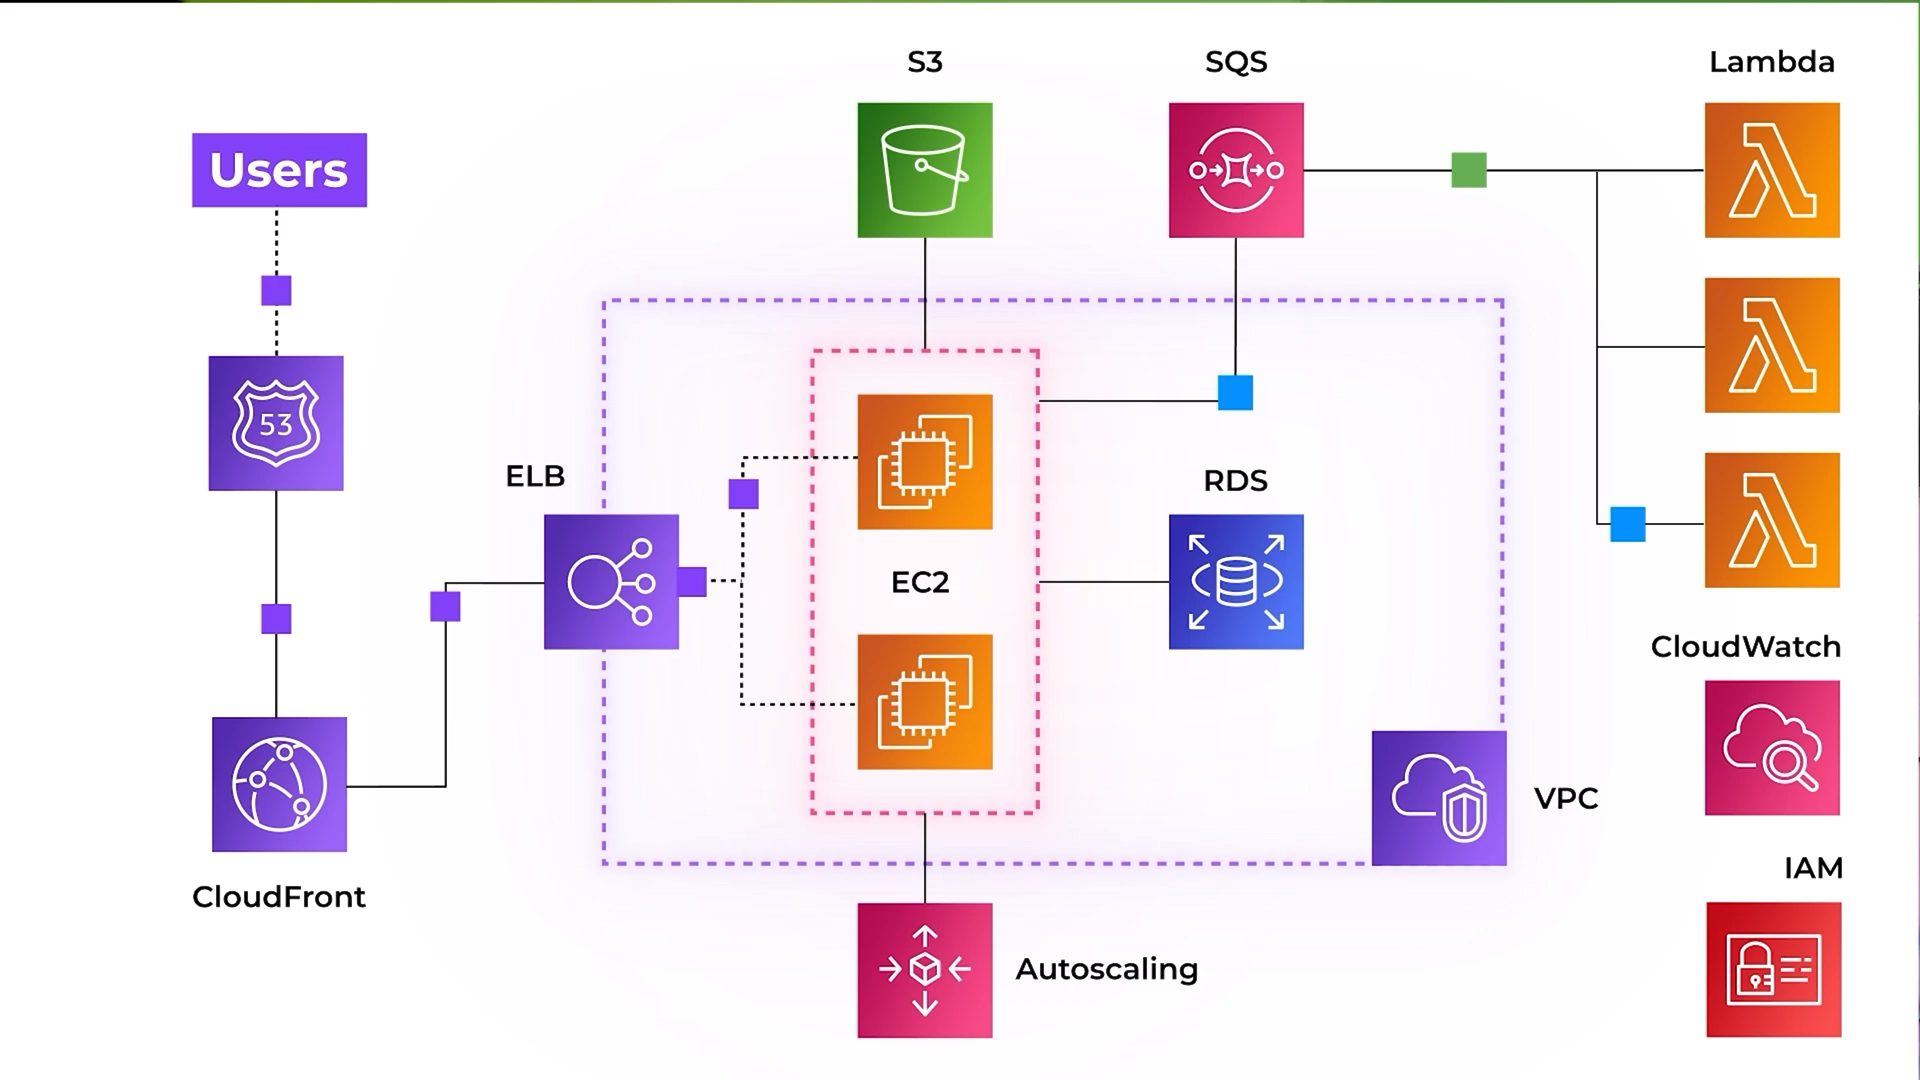 S3
SQS
Lambda
Users
53
ELB
RDS
EC2
CloudWatch
VPC
IAM
CloudFront
Autoscaling